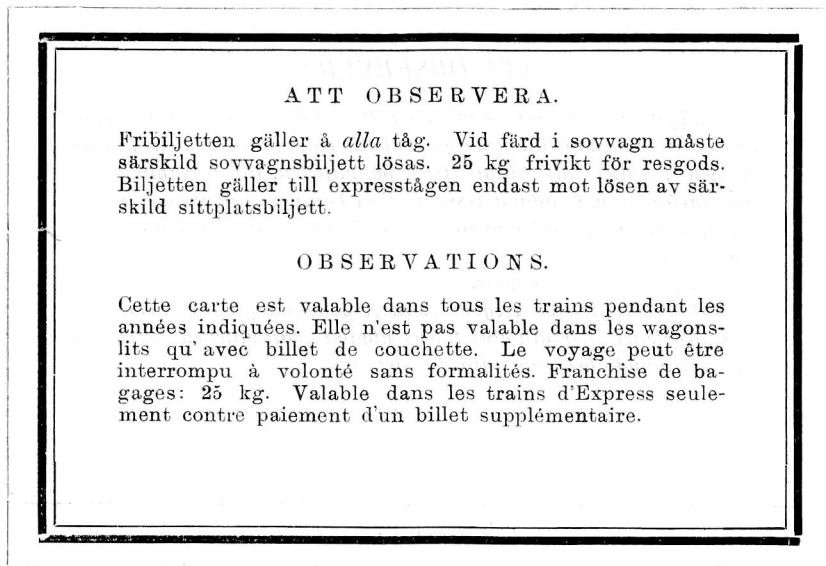 ATT OBSERVERA.
Fribiljetten gäller å alla tåg. Vid färd i sovvagn måste
särskild sovvagnsbiljett lösas. 25 kg frivikt för resgods.
Biljetten gäller till expresstågen endast mot lösen av sär-
skild sittplatsbiljett.
OBSERVATIONS.
Cette carte est valable dans tous les trains pendant les
années indiquées. Elle n'est pas valable dans les wagons-
lits qu'avec billet de couchette. Le voyage peut être
interrompu à volonté sans formalités. Franchise de ba-
gages: 25 kg. Valable dans les trains d'Express seule-
ment contre paiement d'un billet supplémentaire.